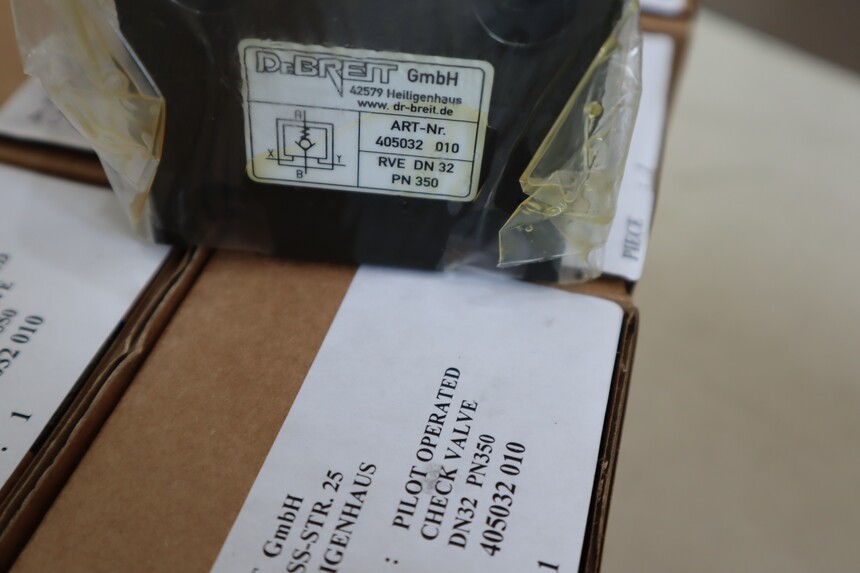 DR.BREIT GmbH
42579 Heiligenhaus
www. dr-breit.de
A
X Y
B
ART-Nr.
405032 010
RVE DN 32
PN 350
PIECE
010
: 1
GmbH
SS-STR. 25
IGENHAUS
: PILOT OPERATED
CHECK VALVE
DN32 PN350
405032 010
1